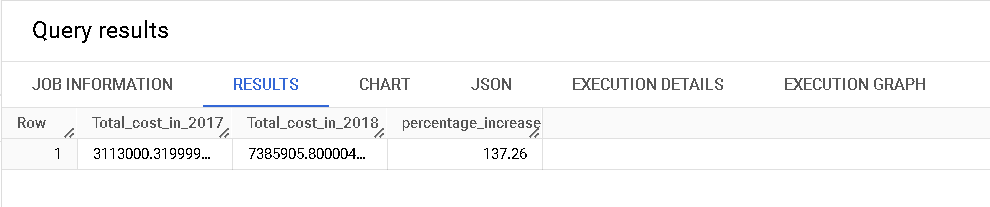 Query results
JOB INFORMATION RESULTS CHART JSON EXECUTION DETAILS EXECUTION GRAPH
Row Total_cost_in_2017 Total_cost_in_2018 percentage_increase
1 3113000.319999... 7385905.800004... 137.26